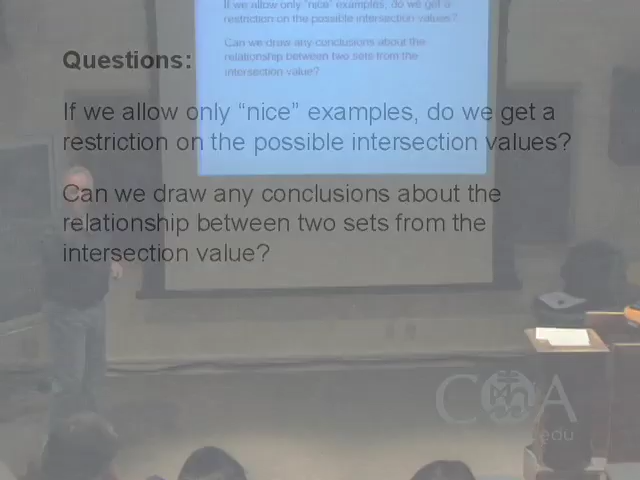 If we allow only "nice" examples, do we get a
restriction on the possible intersection values?
Can we draw any conclusions about the
relationship between two sets from the
intersection value?
Questions:
If we allow only “nice” examples, do we get a
restriction on the possible intersection values?
Can we draw any conclusions about the
relationship between two sets from the
intersection value?
C A
.edu